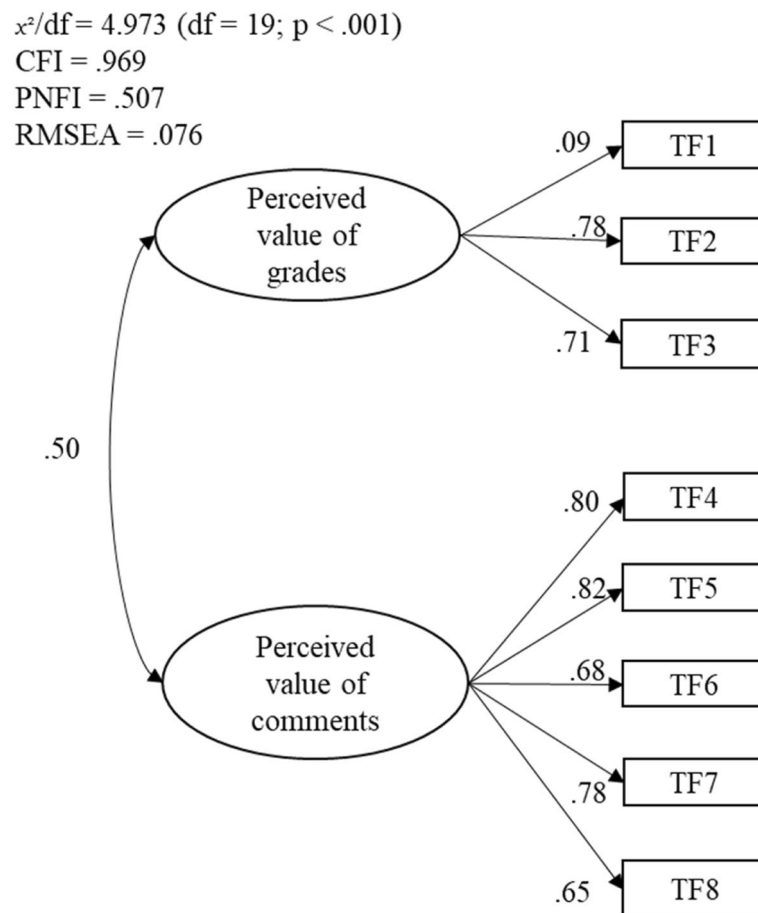 x²/df = 4.973 (df = 19; p < .001)
CFI = .969
PNFI = .507
RMSEA = .076
Perceived
value of
grades
.09
TF1
.78
TF2
.71
TF3
.50
Perceived
value of
comments
.80
TF4
.82
TF5
.68
TF6
.78
TF7
.65
TF8